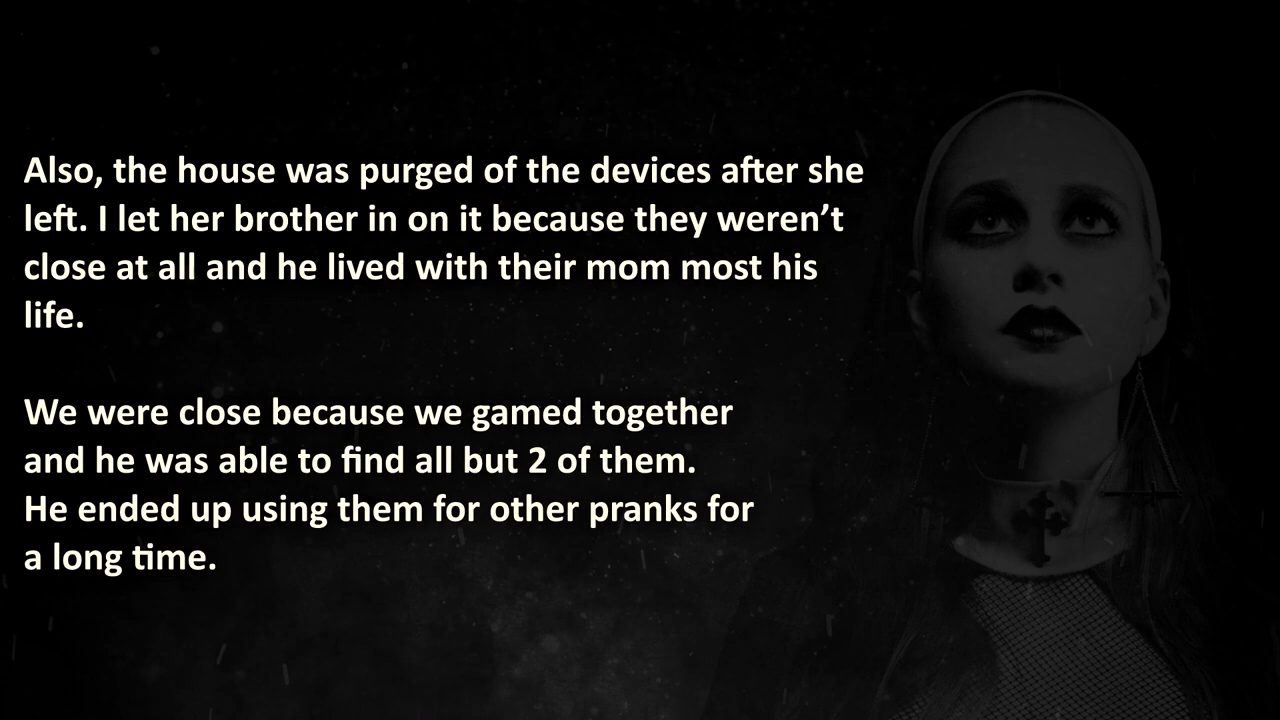 Also, the house was purged of the devices after she
left. I let her brother in on it because they weren’t
close at all and he lived with their mom most his
life.
We were close because we gamed together
and he was able to find all but 2 of them.
He ended up using them for other pranks for
a long time.